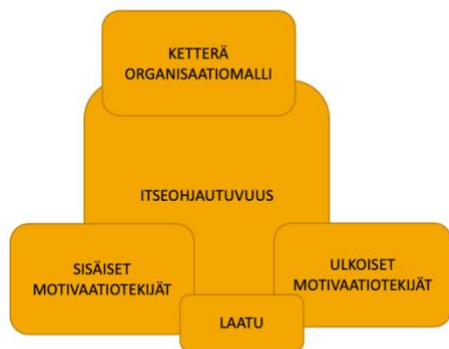 KETTERÄ
ORGANISAATIOMALLI
ITSEOHJAUTUVUUS
SISÄISET
MOTIVAATIOTEKIJÄT
ULKOISET
MOTIVAATIOTEKIJÄT
LAATU